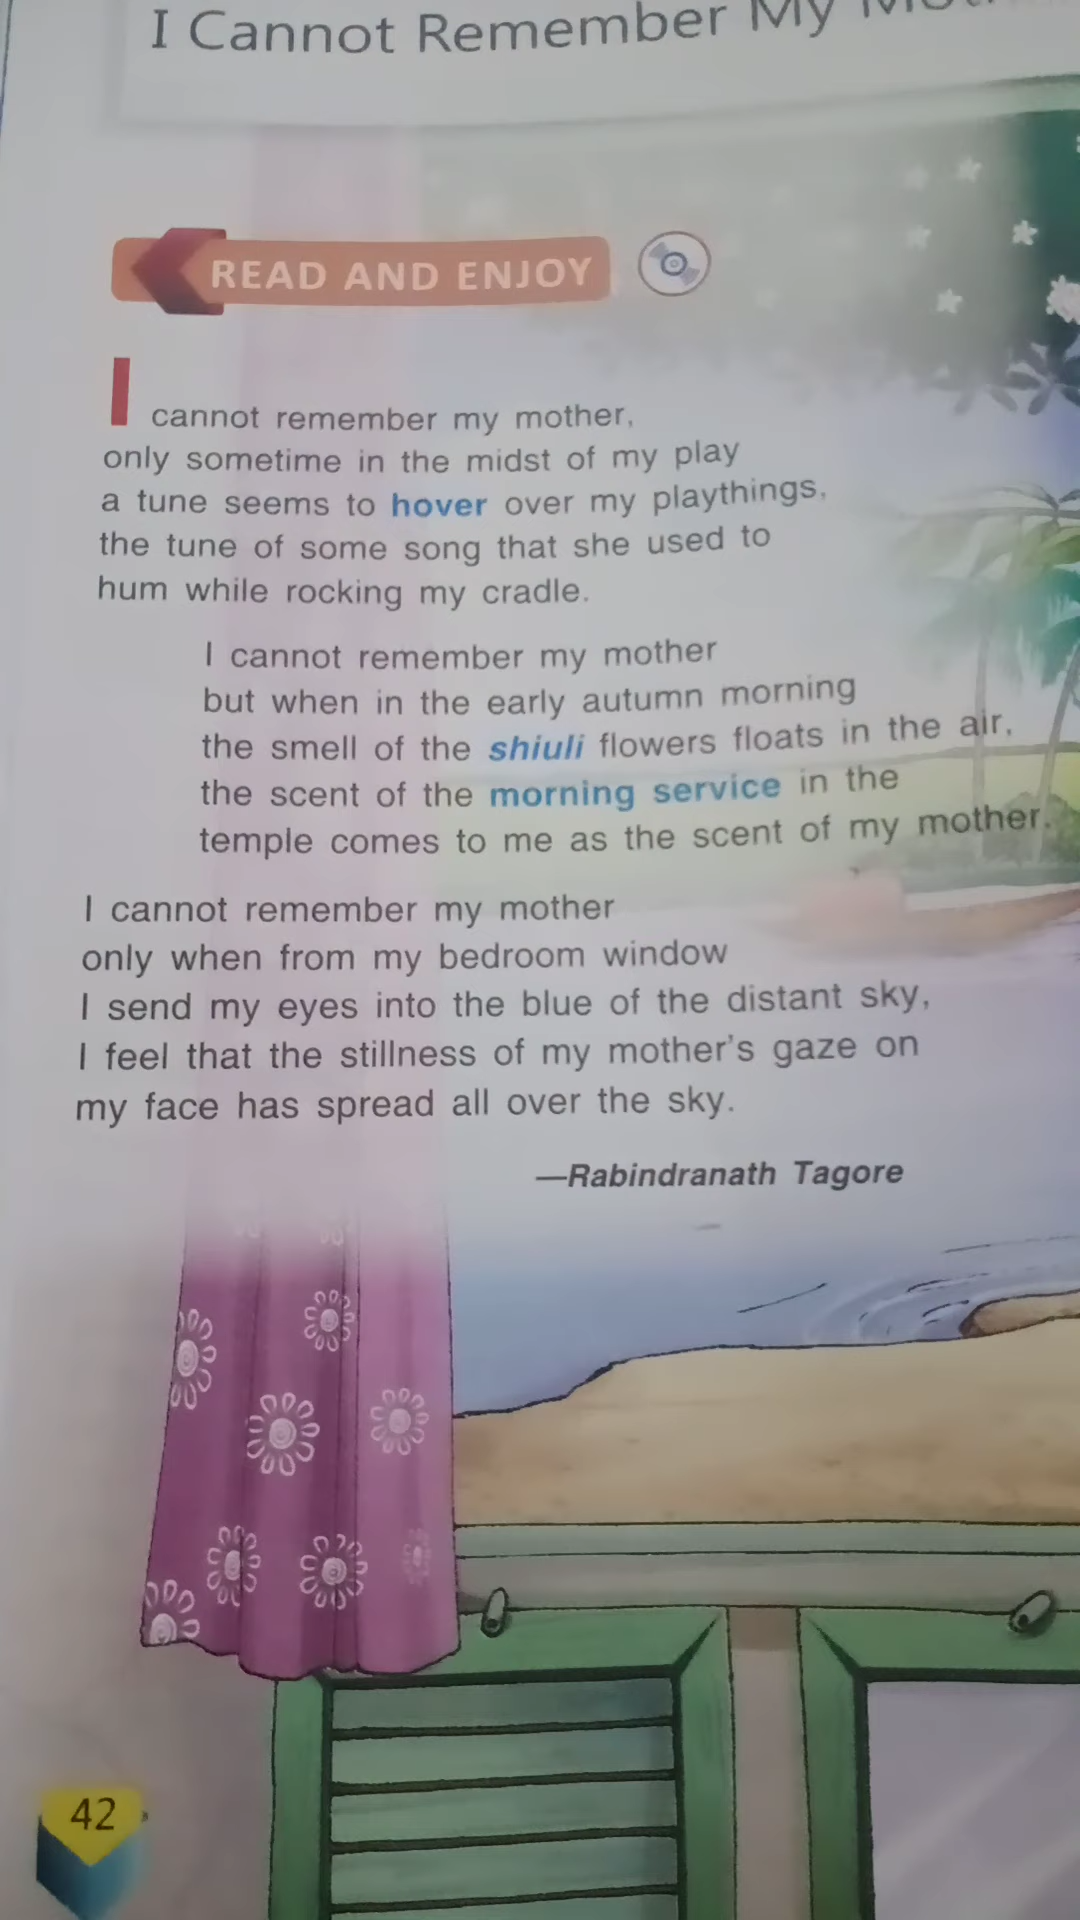 I Cannot Remember My
READ AND ENJOY
I cannot remember my mother,
only sometime in the midst of my play
a tune seems to hover over my playthings,
the tune of some song that she used to
hum while rocking my cradle.
I cannot remember my mother
but when in the early autumn morning
the smell of the shiuli flowers floats in the air,
the scent of the morning service in the
temple comes to me as the scent of my mother.
I cannot remember my mother
only when from my bedroom window
I send my eyes into the blue of the distant sky,
I feel that the stillness of my mother's gaze on
my face has spread all over the sky.
—Rabindranath Tagore
42